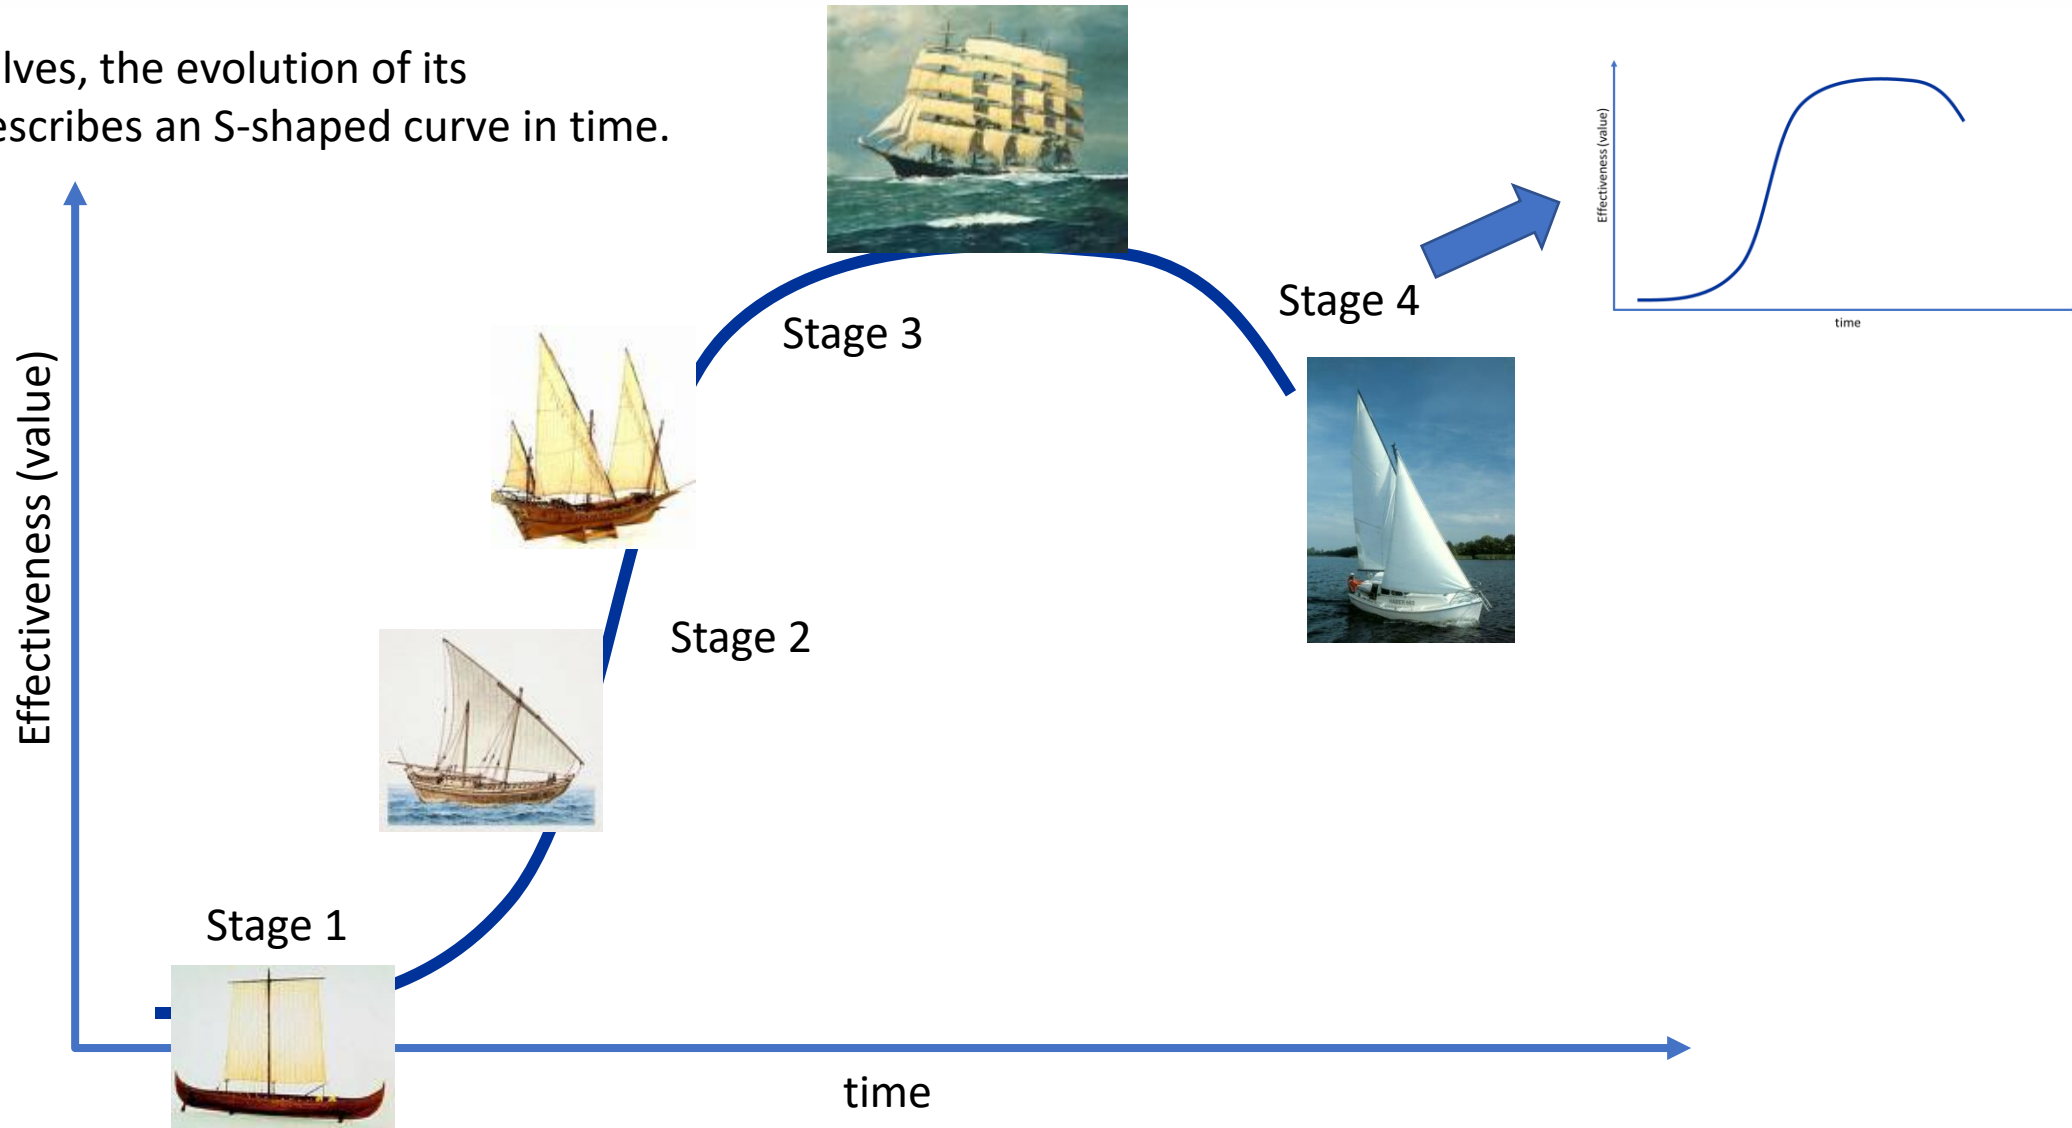 lves, the evolution of its
escribes an S-shaped curve in time.
Effectiveness (value)
time
Stage 4
Stage 3
Effectiveness (value)
Stage 2
Stage 1
time